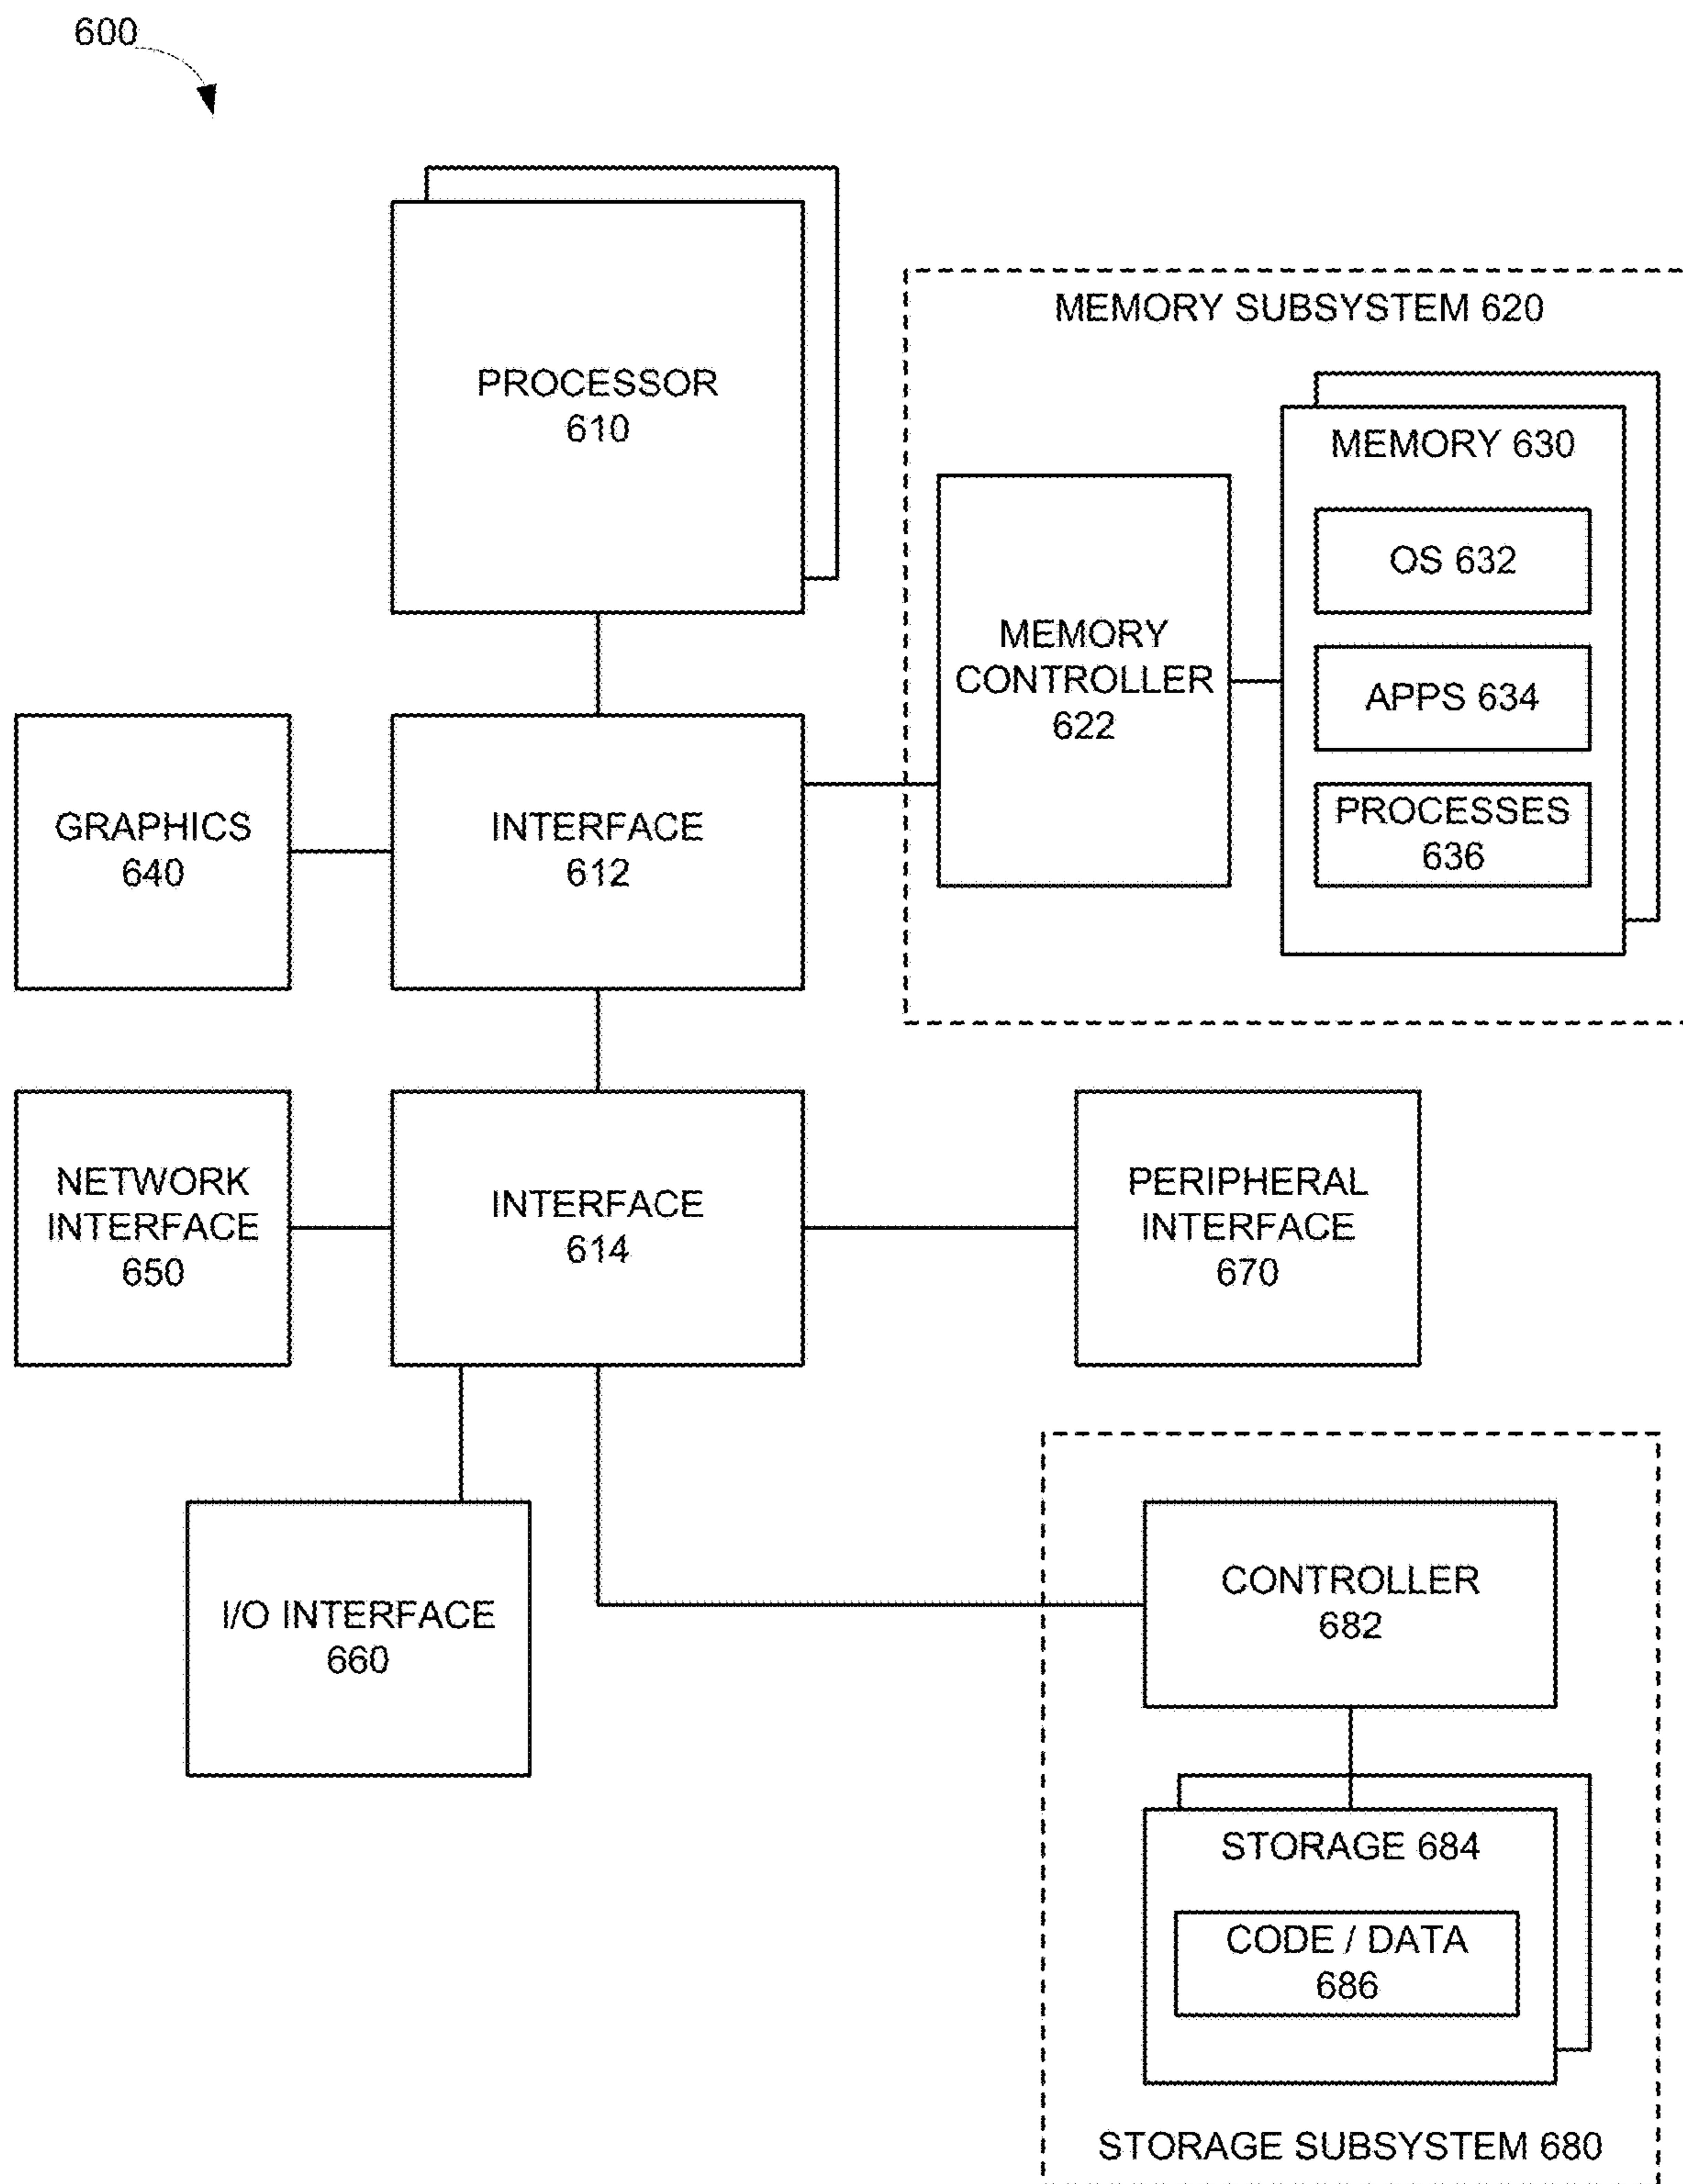 600
PROCESSOR
610
MEMORY SUBSYSTEM 620
MEMORY 630
OS 632
APPS 634
PROCESSES
636
MEMORY
CONTROLLER
622
GRAPHICS
640
INTERFACE
612
NETWORK
INTERFACE
650
INTERFACE
614
PERIPHERAL
INTERFACE
670
I/O INTERFACE
660
CONTROLLER
682
STORAGE 684
CODE / DATA
686
STORAGE SUBSYSTEM 680